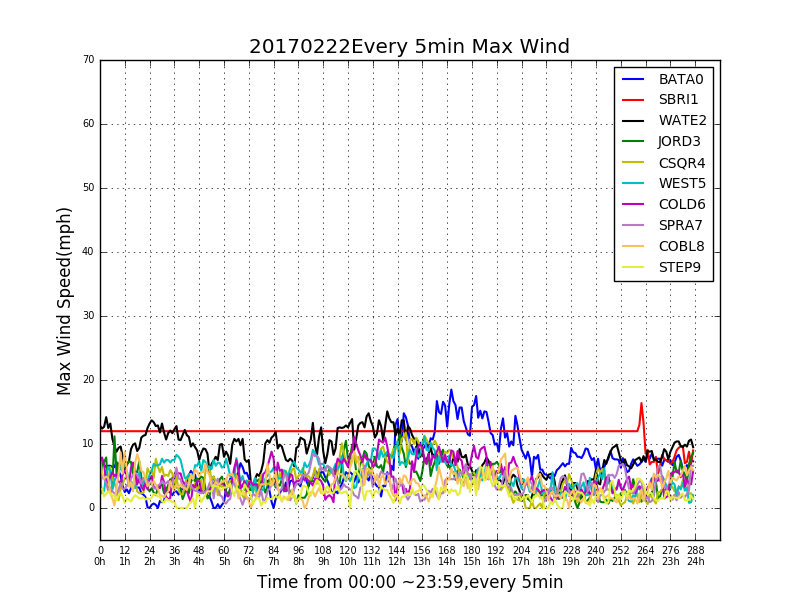 20170222Every 5min Max Wind
70
60
50
40
30
20
10
0
Max Wind Speed(mph)
BATA0
SBRI1
WATE2
JORD3
CSQR4
WEST5
COLD6
SPRA7
COBL8
STEP9
0 12 24 36 48 60 72 84 96 108 120 132 144 156 168 180 192 204 216 228 240 252 264 276 288
0h 1h 2h 3h 4h 5h 6h 7h 8h 9h 10h 11h 12h 13h 14h 15h 16h 17h 18h 19h 20h 21h 22h 23h 24h
Time from 00:00 ~23:59,every 5min